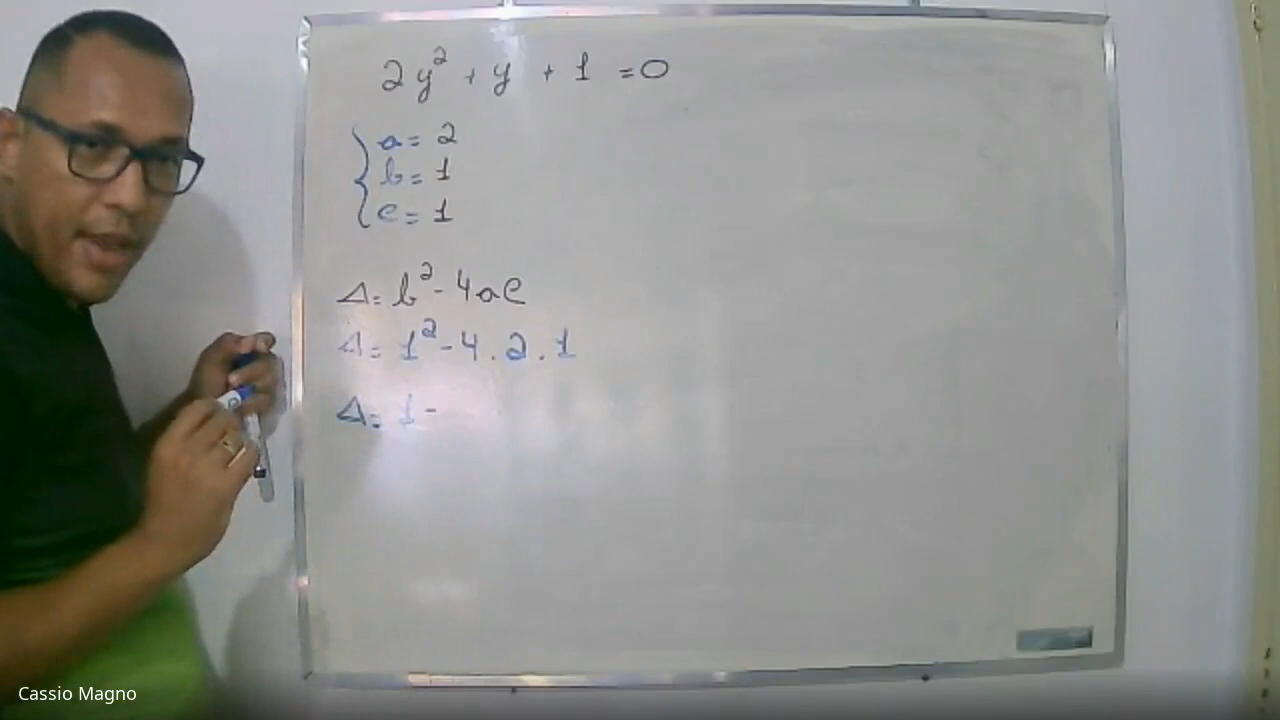 2y² + y + 1 = 0
a = 2
b = 1
c = 1
Δ = b² - 4ac
Δ = 1² - 4 . 2 . 1
Δ = 1 -
Cassio Magno